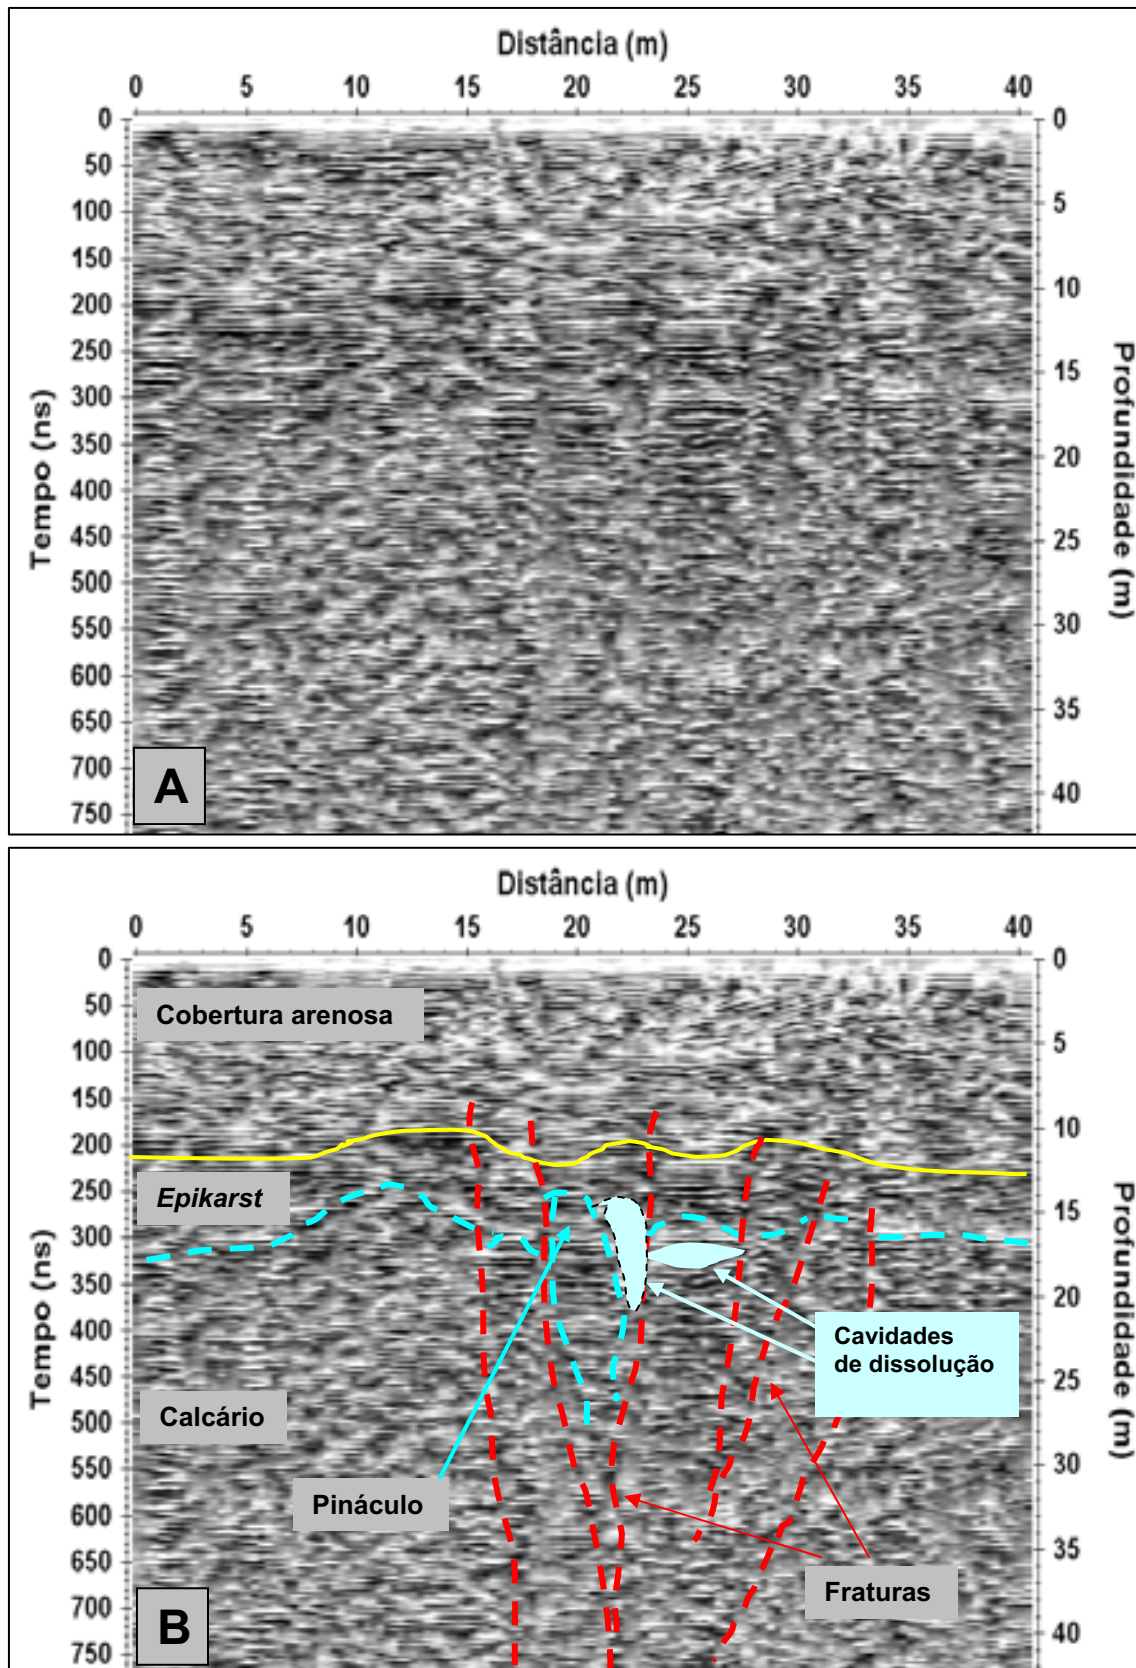 Distância (m)
0 5 10 15 20 25 30 35 40
0
50
100
150
200
250
300
350
400
450
500
550
600
650
700
750
Tempo (ns)
0
5
10
15
20
25
30
35
40
Profundidade (m)
A
Distância (m)
0 5 10 15 20 25 30 35 40
0
50
100
150
200
250
300
350
400
450
500
550
600
650
700
750
Tempo (ns)
0
5
10
15
20
25
30
35
40
Profundidade (m)
Cobertura arenosa
Epikarst
Cavidades
de dissolução
Calcário
Pináculo
Fraturas
B